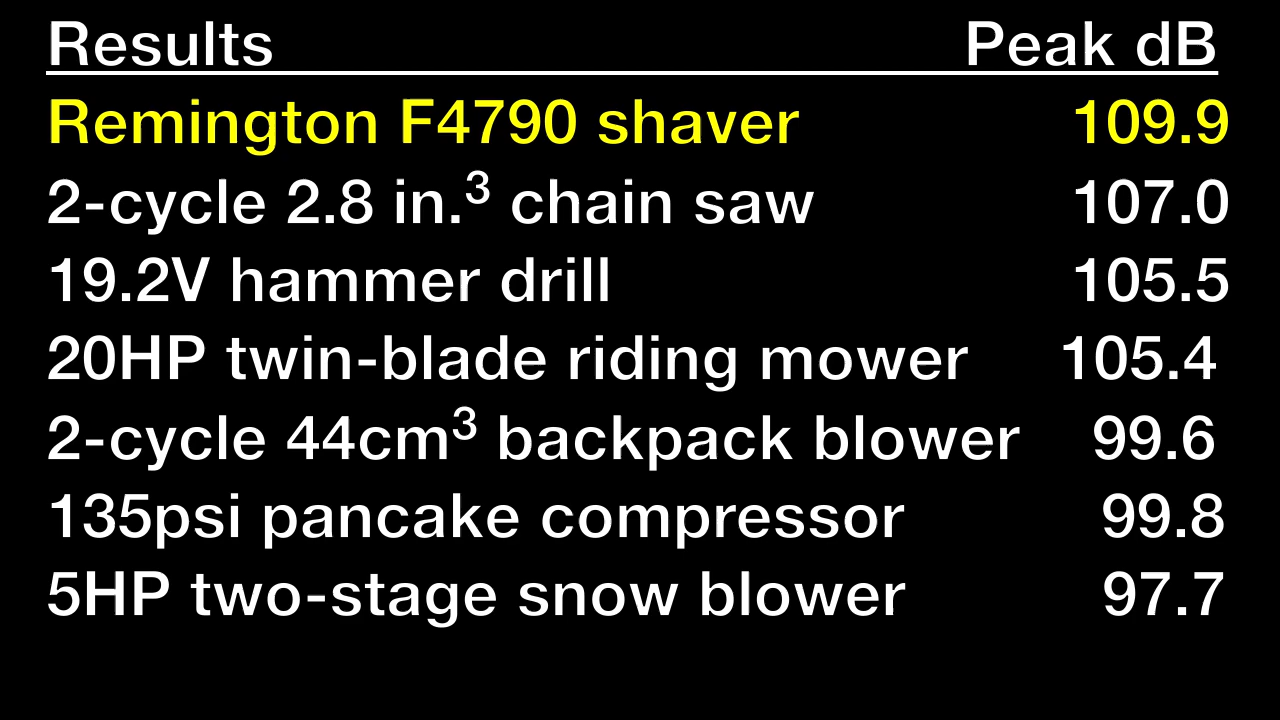 Results Peak dB
Remington F4790 shaver 109.9
2-cycle 2.8 in.³ chain saw 107.0
19.2V hammer drill 105.5
20HP twin-blade riding mower 105.4
2-cycle 44cm³ backpack blower 99.6
135psi pancake compressor 99.8
5HP two-stage snow blower 97.7